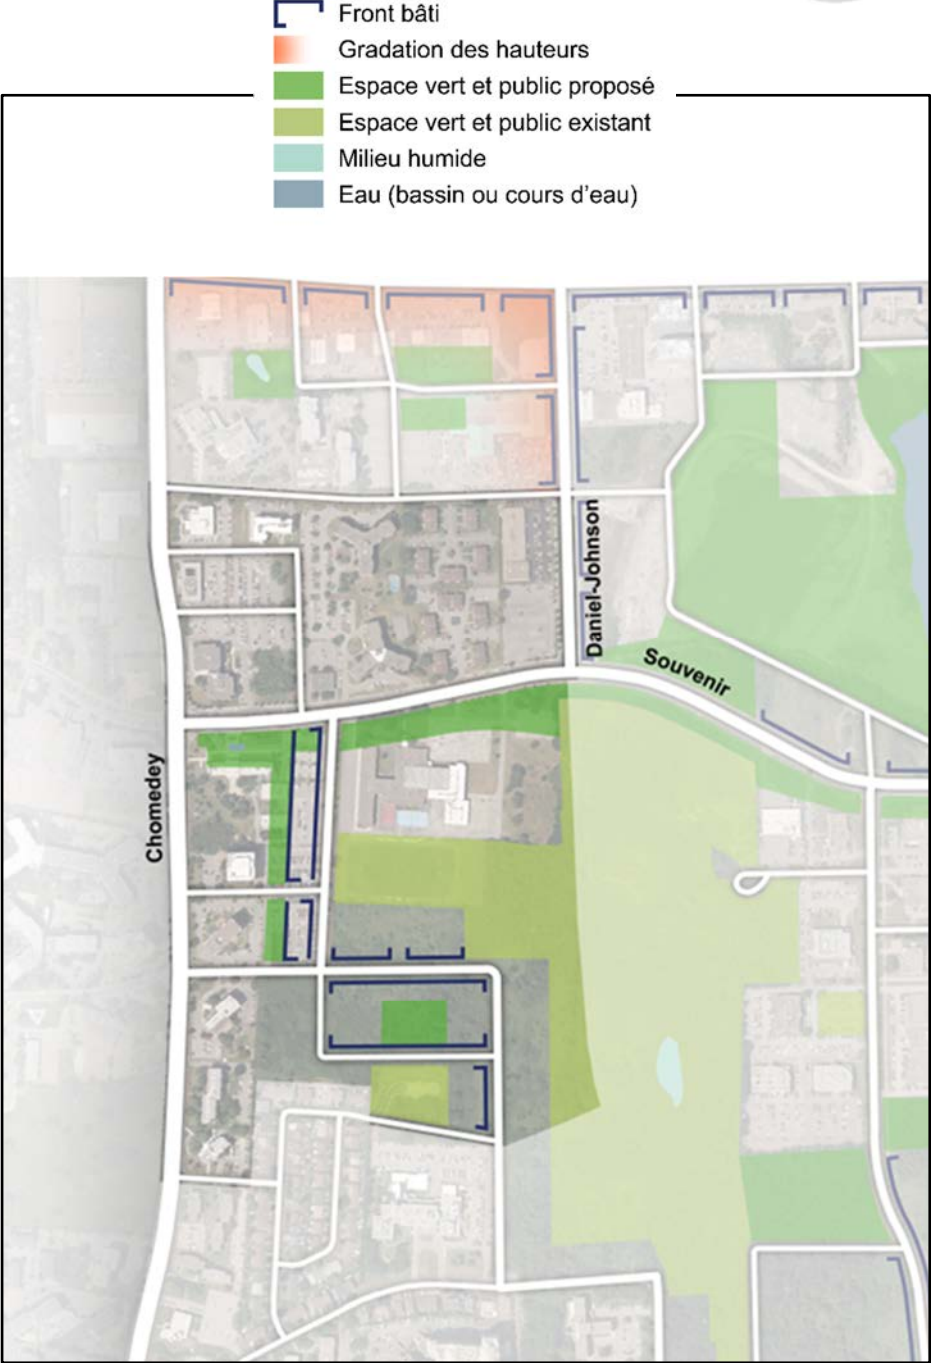 Front bâti
Gradation des hauteurs
Espace vert et public proposé
Espace vert et public existant
Milieu humide
Eau (bassin ou cours d'eau)
Daniel-Johnson
Souvenir
Chomedey